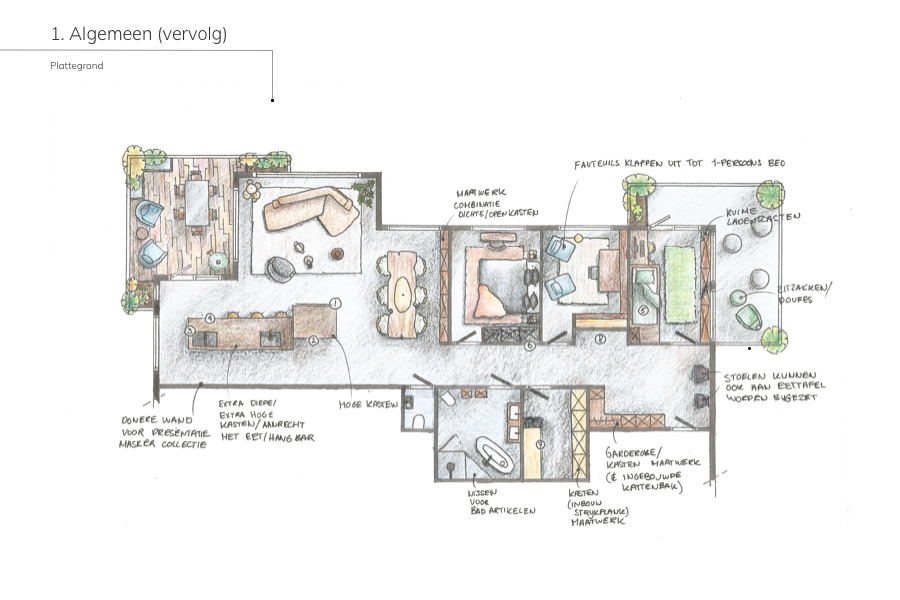 1. Algemeen (vervolg)
Plattegrond
FAUTEUILS KLAPPEN UIT TOT 1-PERSOONS BED
MAATWERK
COMBINATIE
DICHTE/OPEN KASTEN
RUIME
LADENKASTEN
ZITZAKKEN/
POUFES
1
2
3
4
5
6
7
8
STOELEN KUNNEN
OOK AAN EETTAFEL
WORDEN BIJGEZET
DONKERE WAND
VOOR PRESENTATIE
MASKER COLLECTIE
EXTRA DIEPE/
EXTRA HOGE
KASTEN/AANRECHT
MET EET/HANG BAR
HOGE KASTEN
NISSEN
VOOR
BAD ARTIKELEN
KASTEN
(INBOUW
STRIJKPLANK)
MAATWERK
GARDEROBE/
KASTEN MAATWERK
(& INGEBOUWDE
KATTENBAK)